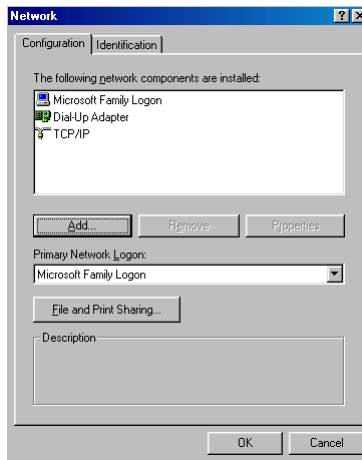 Network
Configuration Identification
The following network components are installed:
Microsoft Family Logon
Dial-Up Adapter
TCP/IP
Add... Remove Properties
Primary Network Logon:
Microsoft Family Logon
File and Print Sharing...
Description
OK Cancel